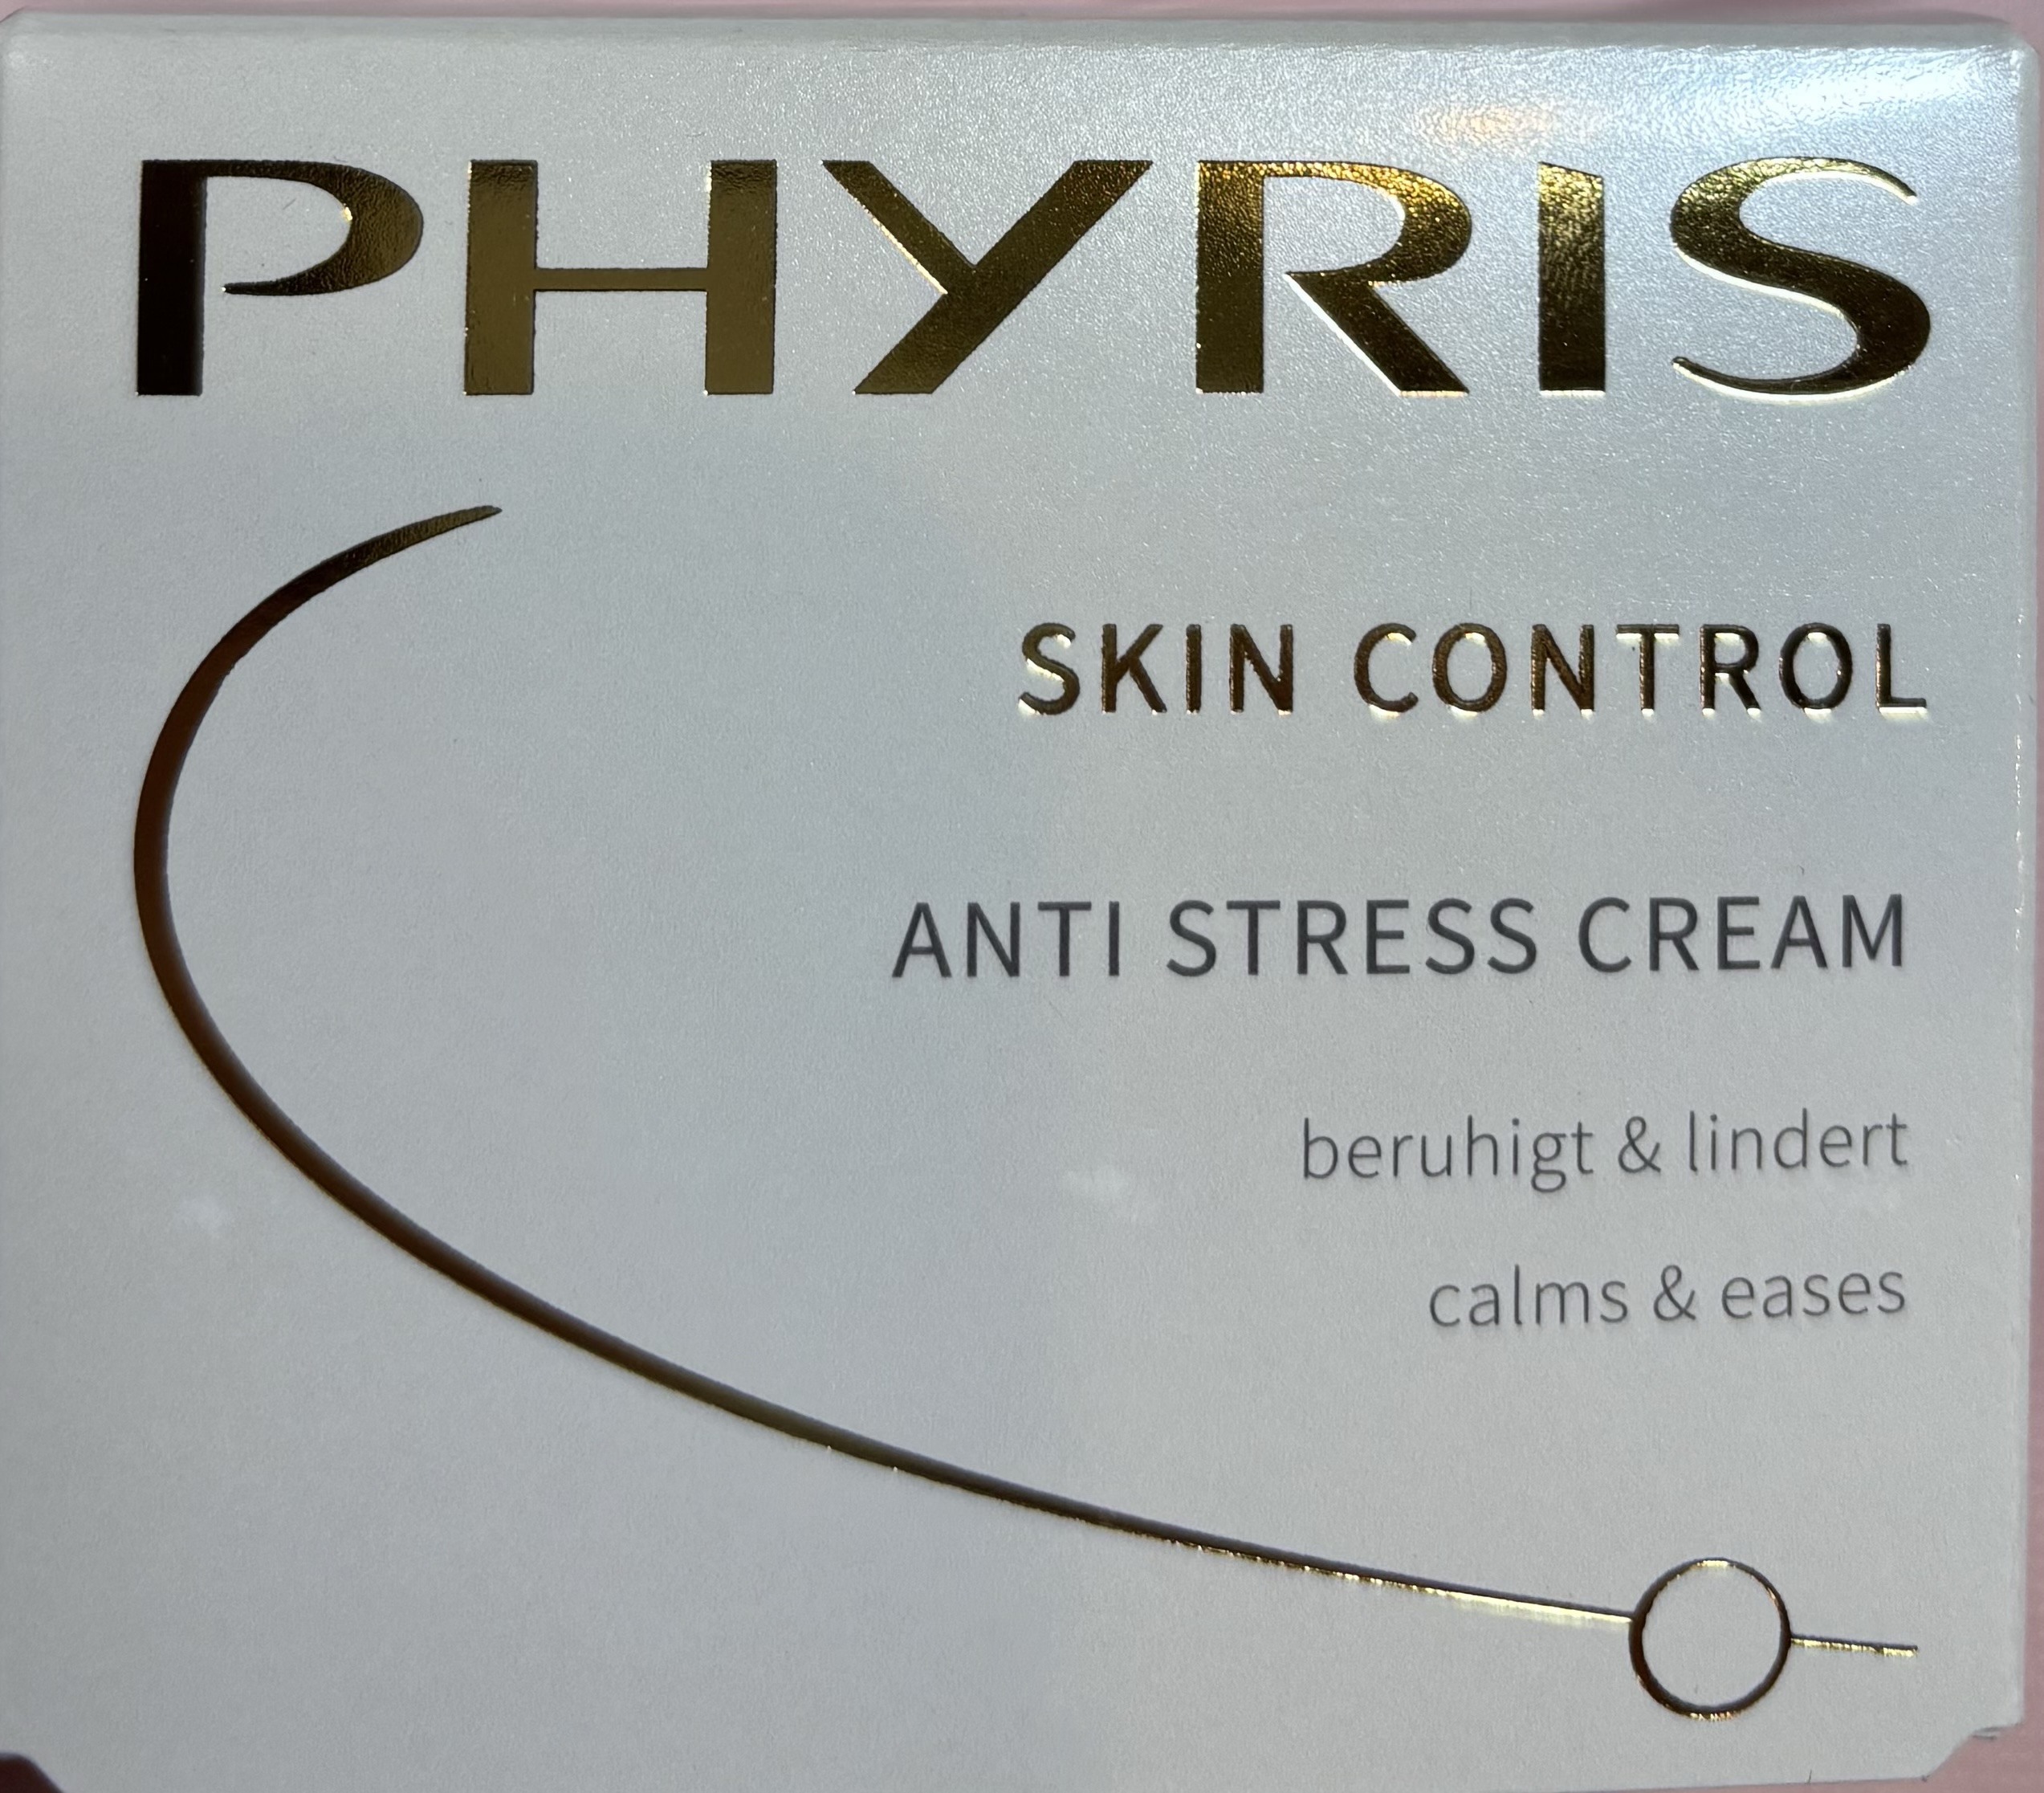 PHYRIS
SKIN CONTROL
ANTI STRESS CREAM
beruhigt & lindert
calms & eases